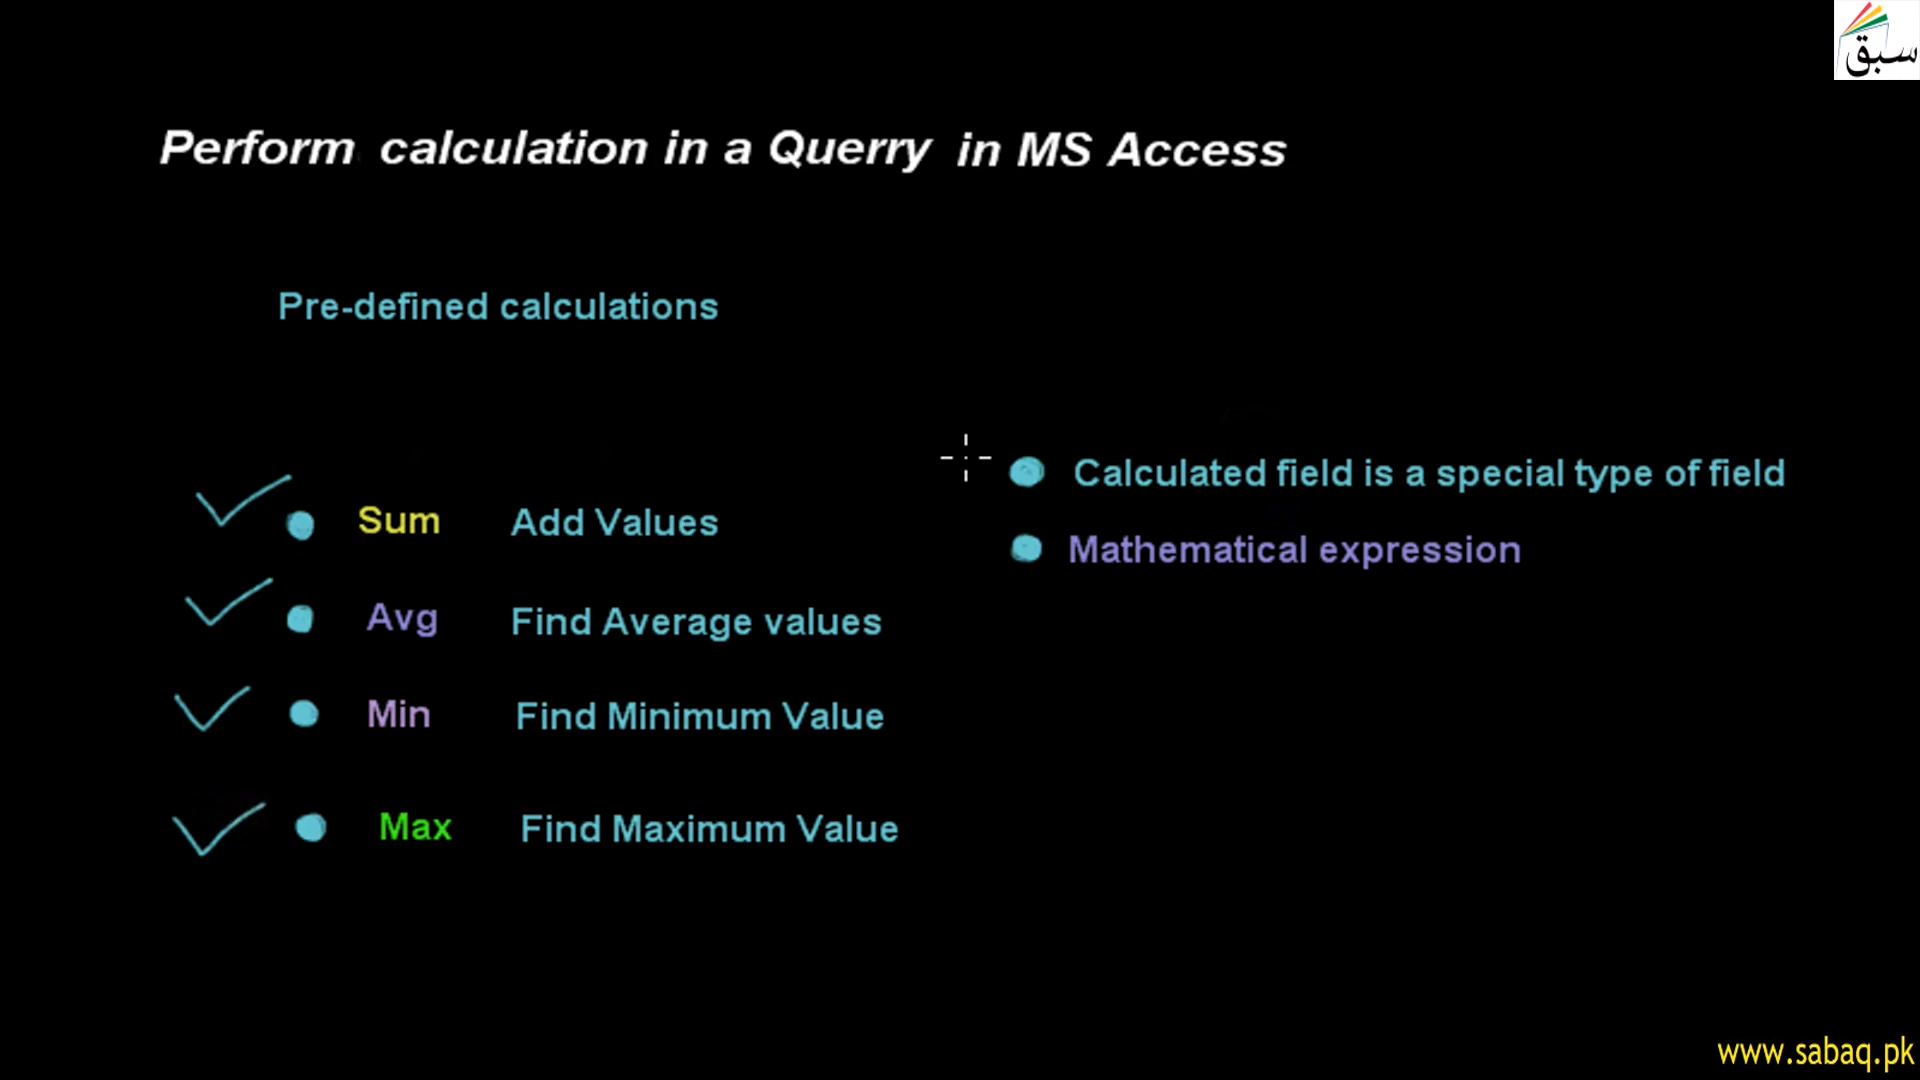 سبق
Perform calculation in a Querry in MS Access
Pre-defined calculations
Sum Add Values
Avg Find Average values
Min Find Minimum Value
Max Find Maximum Value
Calculated field is a special type of field
Mathematical expression
www.sabaq.pk